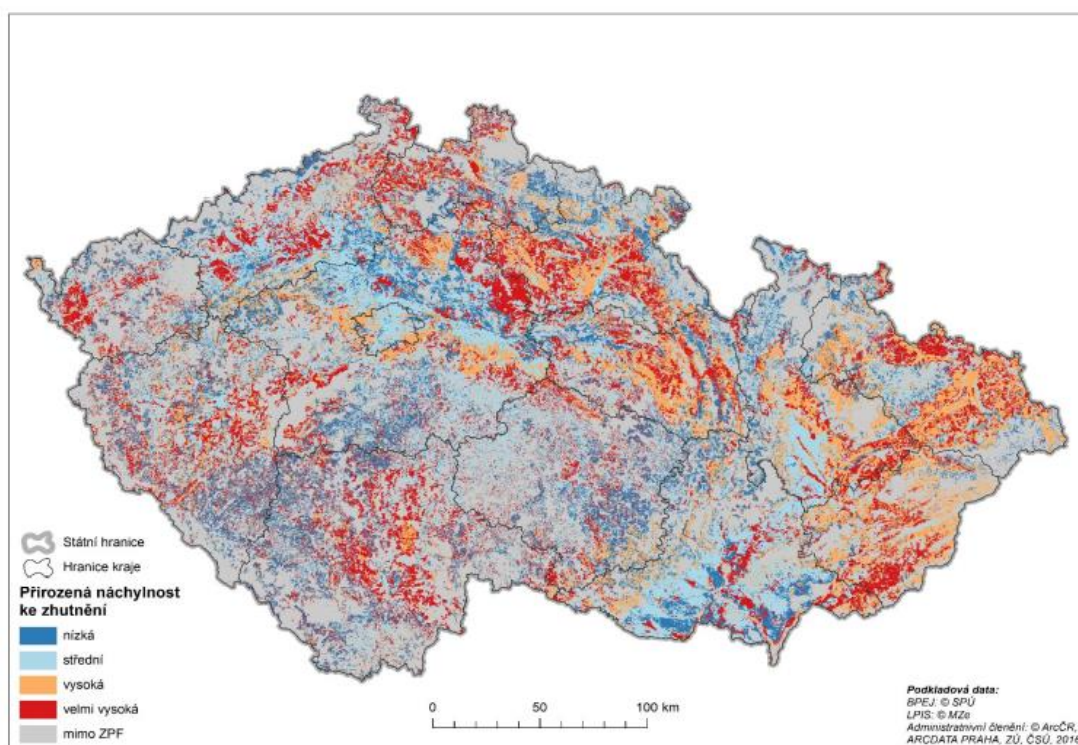 Státní hranice
Hranice kraje
Přirozená náchylnost
ke zhutnění
nízká
střední
vysoká
velmi vysoká
mimo ZPF
0 50 100 km
Podkladová data:
BPEJ: © SPÚ
LPIS: © MZe
Administrativní členění: © ArcČR,
ARCDATA PRAHA, ZÚ, ČSÚ, 2016